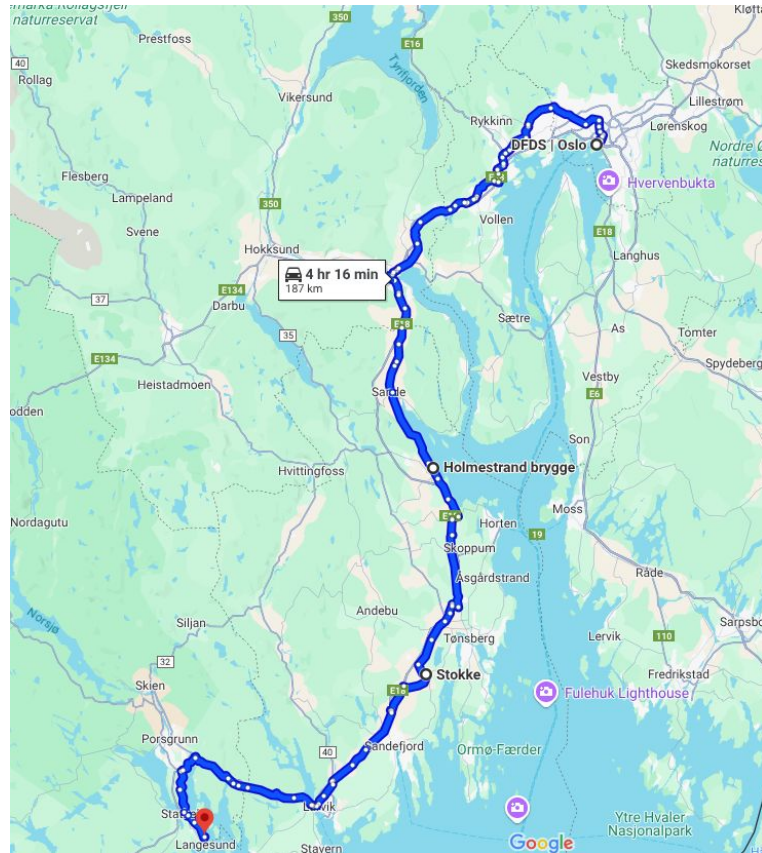 naturreservat
350
Prestfoss
E16
Kløfta
40
Rollag
Tyrifjorden
Skedsmokorset
Vikersund
Rykkinn
Lillestrøm
Lørenskog
DFDS | Oslo
Flesberg
Hvervenbukta
Lampeland
350
Vollen
E18
Svene
Hokksund
Langhus
4 hr 16 min
187 km
E134
37
Darbu
Sætre
Ås
35
Tomter
E134
Vestby
Spydeberg
Heistadmoen
E6
Sande
Son
Hvittingfoss
Holmestrand brygge
Moss
Nordagutu
Horten
19
Skoppum
Råde
Åsgårdstrand
Norsjø
Andebu
Siljan
Tønsberg
Lervik
110
Sarpsbo
32
Stokke
Fredrikstad
Skien
E18
Fulehuk Lighthouse
Porsgrunn
40
Sandefjord
Ormø-Færder
Larvik
Langesund
Stavern
Google
Ytre Hvaler
Nasjonalpark